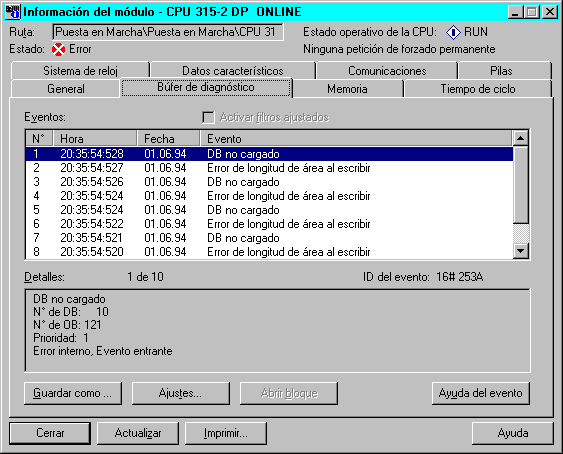 Información del módulo - CPU 315-2 DP ONLINE
Ruta: Puesta en Marcha\Puesta en Marcha\CPU 31 Estado operativo de la CPU: RUN
Estado: Error Ninguna petición de forzado permanente
Sistema de reloj Datos característicos Comunicaciones Pilas
General Búfer de diagnóstico Memoria Tiempo de ciclo
Eventos: Activar filtros ajustados
N° Hora Fecha Evento
1 20:35:54:528 01.06.94 DB no cargado
2 20:35:54:527 01.06.94 Error de longitud de área al escribir
3 20:35:54:526 01.06.94 DB no cargado
4 20:35:54:524 01.06.94 Error de longitud de área al escribir
5 20:35:54:524 01.06.94 DB no cargado
6 20:35:54:522 01.06.94 Error de longitud de área al escribir
7 20:35:54:521 01.06.94 DB no cargado
8 20:35:54:520 01.06.94 Error de longitud de área al escribir
Detalles: 1 de 10 ID del evento: 16# 253A
DB no cargado
N° de DB: 10
N° de OB: 121
Prioridad: 1
Error interno, Evento entrante
Guardar como ... Ajustes... Abrir bloque Ayuda del evento
Cerrar Actualizar Imprimir... Ayuda